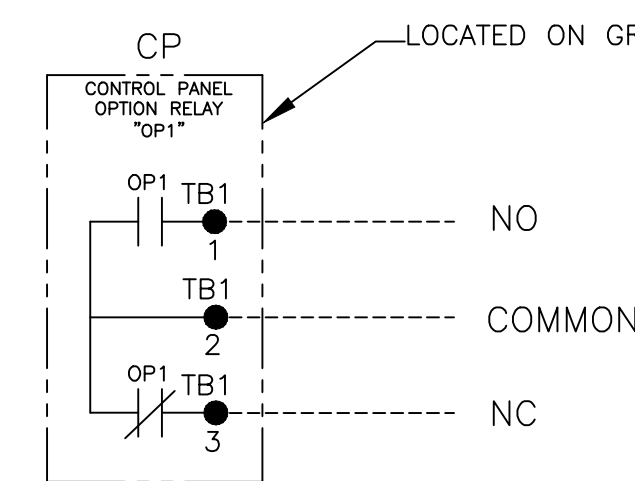 CP
LOCATED ON GR
CONTROL PANEL
OPTION RELAY
"OP1"
OP1
TB1
1
NO
TB1
2
COMMON
OP1
TB1
3
NC